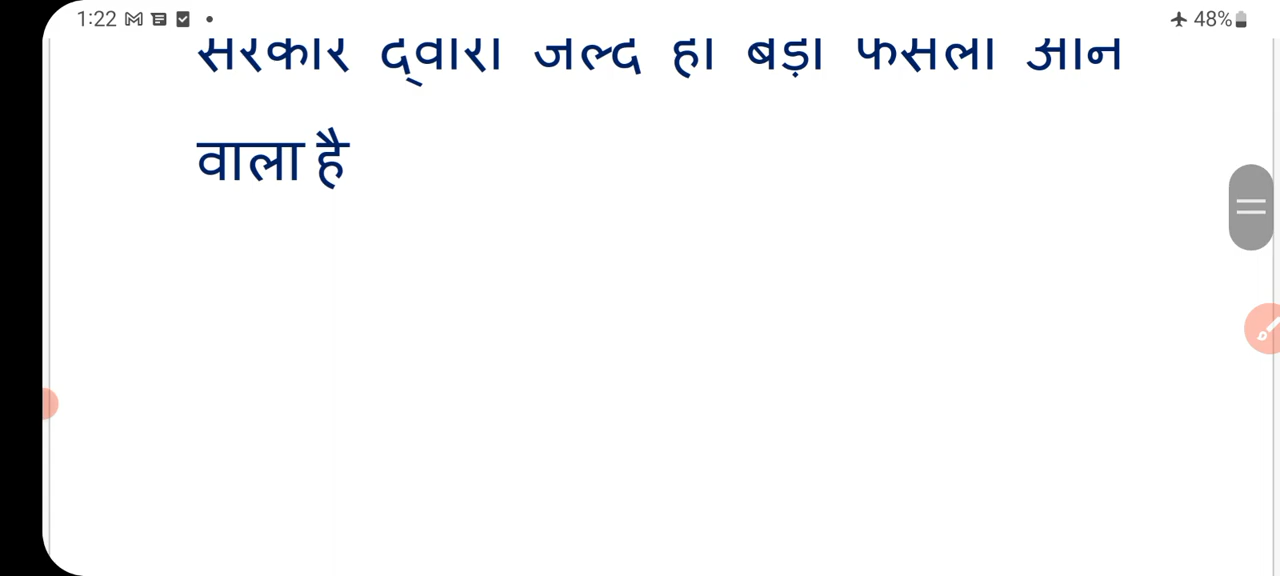 1:22 48%
सरकार द्वारा जल्द ही बड़ा फैसला आने
वाला है